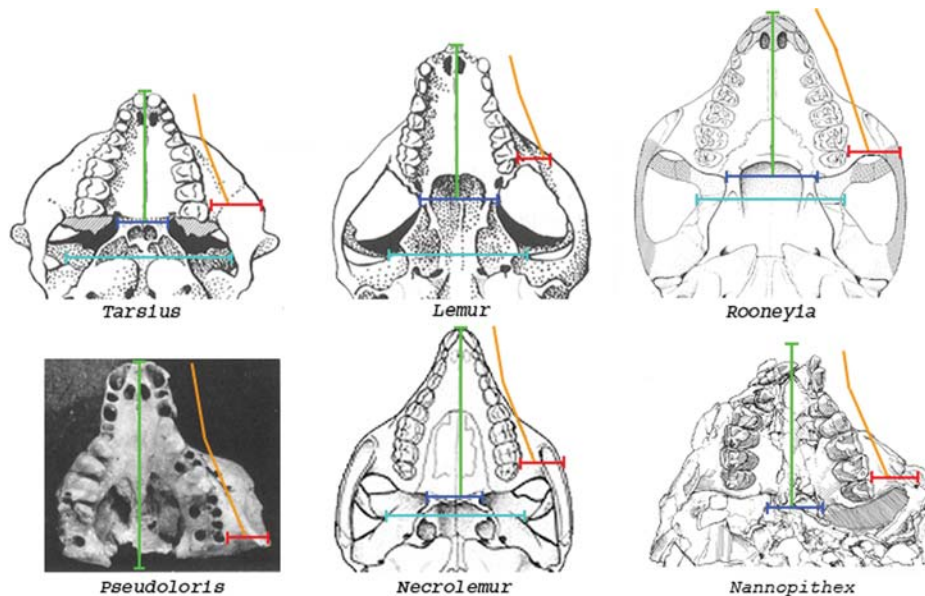 Tarsius
Lemur
Rooneyia
Pseudoloris
Necrolemur
Nannopithex